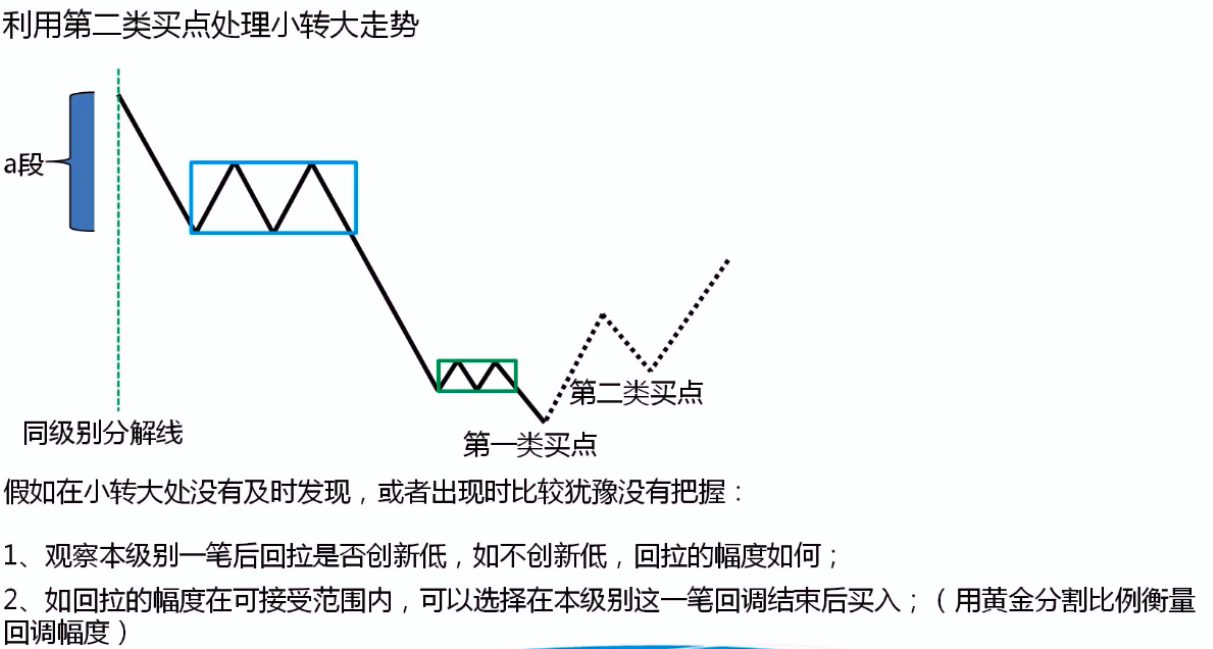 利用第二类买点处理小转大走势
a段
第二类买点
同级别分解线
第一类买点
假如在小转大处没有及时发现，或者出现时比较犹豫没有把握：
1、观察本级别一笔后回拉是否创新低，如不创新低，回拉的幅度如何；
2、如回拉的幅度在可接受范围内，可以选择在本级别这一笔回调结束后买入；（用黄金分割比例衡量
回调幅度）